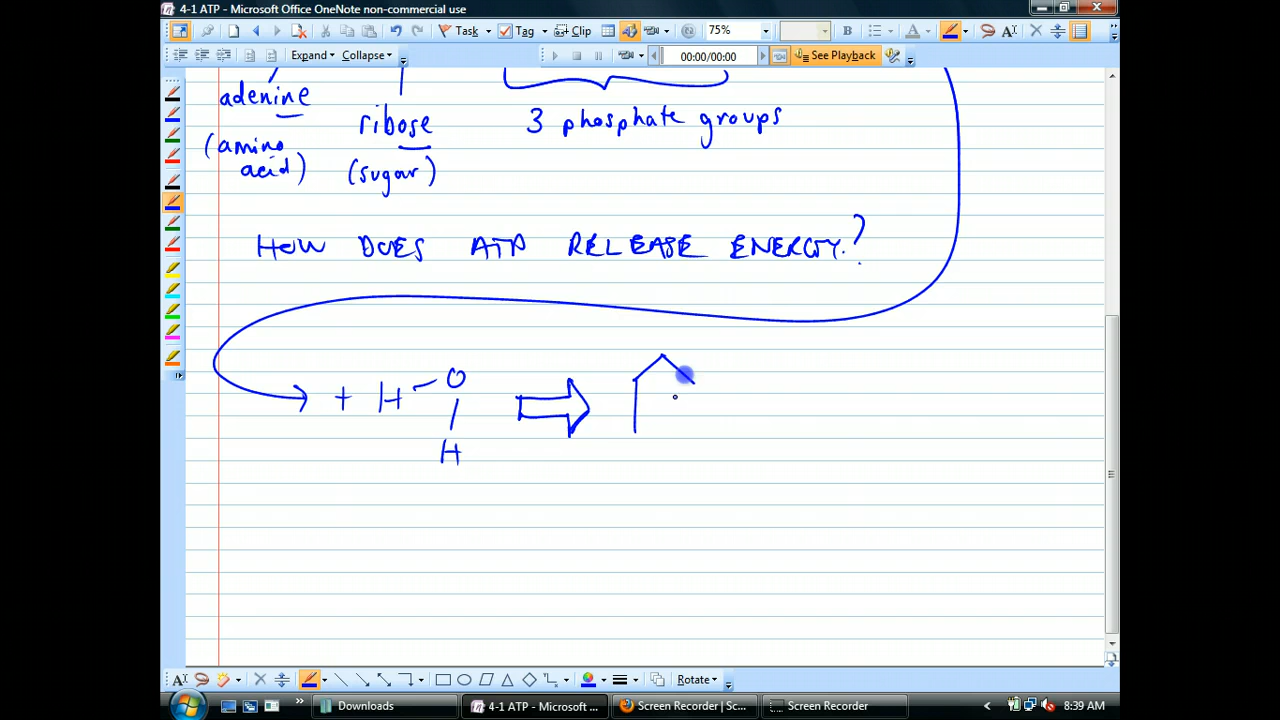 4-1 ATP - Microsoft Office OneNote non-commercial use
Task Tag Clip 75% B A
Expand Collapse 00:00/00:00 See Playback
adenine
(amino
acid)
ribose
(sugar)
3 phosphate groups
HOW DOES ATP RELEASE ENERGY?
+ H - O
H
Rotate
Downloads 4-1 ATP - Microsoft ... Screen Recorder | Sc... Screen Recorder 8:39 AM